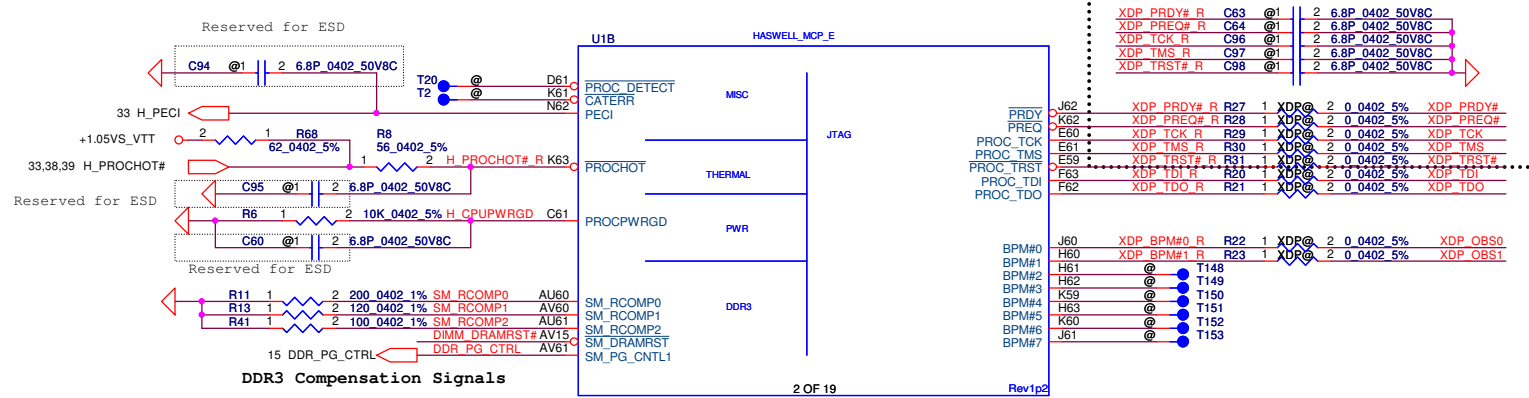 Reserved for ESD
C94 @1 2 6.8P_0402_50V8C
33 H_PECI
+1.05VS_VTT 2 1 R68 62_0402_5%
R8 56_0402_5%
33,38,39 H_PROCHOT# 1 2 H_PROCHOT#_R K63
C95 @1 2 6.8P_0402_50V8C
Reserved for ESD
R6 1 2 10K_0402_5% H_CPUPWRGD C61
C60 @1 2 6.8P_0402_50V8C
Reserved for ESD
R11 1 2 200_0402_1% SM_RCOMP0 AU60
R13 1 2 120_0402_1% SM_RCOMP1 AV60
R41 1 2 100_0402_1% SM_RCOMP2 AU61
DIMM_DRAMRST# AV15
15 DDR_PG_CTRL DDR_PG_CTRL AV61
DDR3 Compensation Signals
T20 @ D61
T2 @ K61
N62
U1B
HASWELL_MCP_E
PROC_DETECT
CATERR
PECI
PROCHOT
PROCPWRGD
SM_RCOMP0
SM_RCOMP1
SM_RCOMP2
SM_DRAMRST
SM_PG_CNTL1
MISC
THERMAL
PWR
DDR3
JTAG
PRDY
PREQ
PROC_TCK
PROC_TMS
PROC_TRST
PROC_TDI
PROC_TDO
BPM#0
BPM#1
BPM#2
BPM#3
BPM#4
BPM#5
BPM#6
BPM#7
2 OF 19
Rev1p2
XDP_PRDY#_R C63 @1 2 6.8P_0402_50V8C
XDP_PREQ#_R C64 @1 2 6.8P_0402_50V8C
XDP_TCK_R C96 @1 2 6.8P_0402_50V8C
XDP_TMS_R C97 @1 2 6.8P_0402_50V8C
XDP_TRST#_R C98 @1 2 6.8P_0402_50V8C
J62 XDP_PRDY#_R R27 1 XDP@ 2 0_0402_5% XDP_PRDY#
K62 XDP_PREQ#_R R28 1 XDP@ 2 0_0402_5% XDP_PREQ#
E60 XDP_TCK_R R29 1 XDP@ 2 0_0402_5% XDP_TCK
E61 XDP_TMS_R R30 1 XDP@ 2 0_0402_5% XDP_TMS
E59 XDP_TRST#_R R31 1 XDP@ 2 0_0402_5% XDP_TRST#
F63 XDP_TDI_R R20 1 XDP@ 2 0_0402_5% XDP_TDI
F62 XDP_TDO_R R21 1 XDP@ 2 0_0402_5% XDP_TDO
J60 XDP_BPM#0_R R22 1 XDP@ 2 0_0402_5% XDP_OBS0
H60 XDP_BPM#1_R R23 1 XDP@ 2 0_0402_5% XDP_OBS1
H61 @ T148
H62 @ T149
K59 @ T150
H63 @ T151
K60 @ T152
J61 @ T153